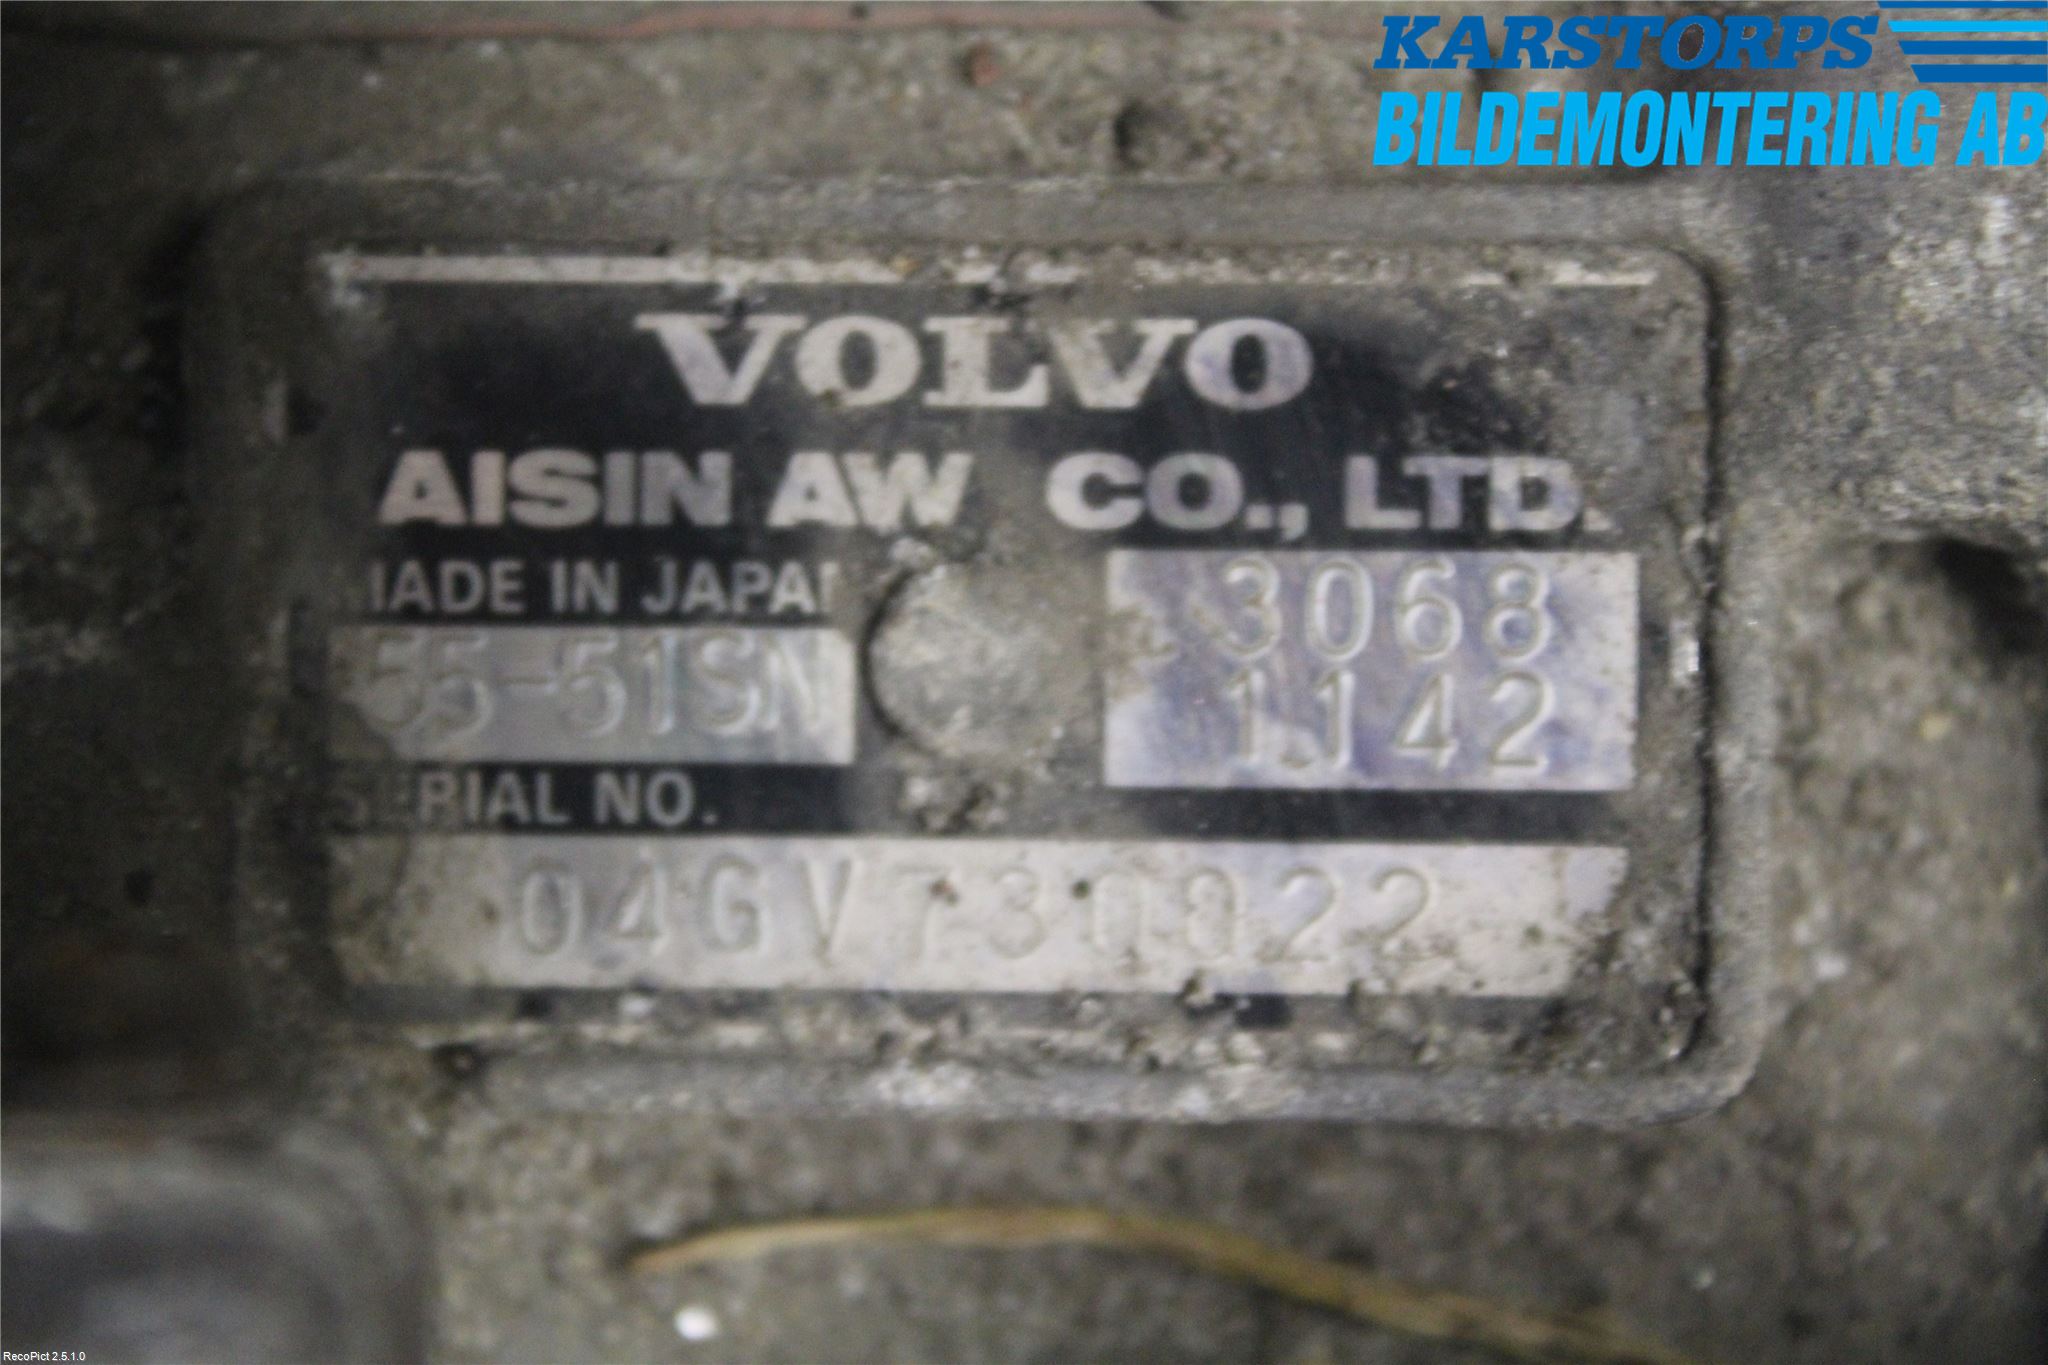 KARSTORPS
BILDEMONTERING AB
VOLVO
AISIN AW CO., LTD.
MADE IN JAPAN
55-51SN
3068
1142
SERIAL NO.
04GV730022
RecoPict 2.5.1.0